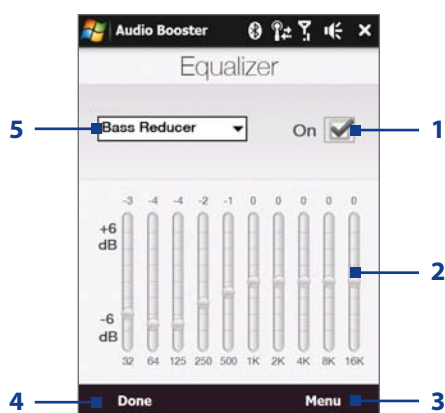 Audio Booster
Equalizer
5
Bass Reducer
On
1
-3 -4 -4 -2 -1 0 0 0 0 0
+6
dB
2
-6
dB
32 64 125 250 500 1K 2K 4K 8K 16K
4
Done
Menu
3